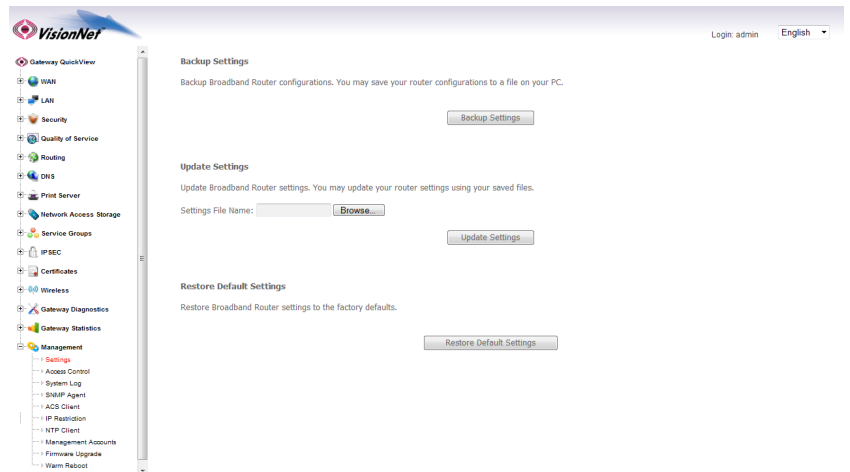 VisionNet
Login: admin
English
Gateway QuickView
WAN
LAN
Security
Quality of Service
Routing
DNS
Print Server
Network Access Storage
Service Groups
IPSEC
Certificates
Wireless
Gateway Diagnostics
Gateway Statistics
Management
Settings
Access Control
System Log
SNMP Agent
ACS Client
IP Restriction
NTP Client
Management Accounts
Firmware Upgrade
Warm Reboot
Backup Settings
Backup Broadband Router configurations. You may save your router configurations to a file on your PC.
Backup Settings
Update Settings
Update Broadband Router settings. You may update your router settings using your saved files.
Settings File Name:
Browse...
Update Settings
Restore Default Settings
Restore Broadband Router settings to the factory defaults.
Restore Default Settings